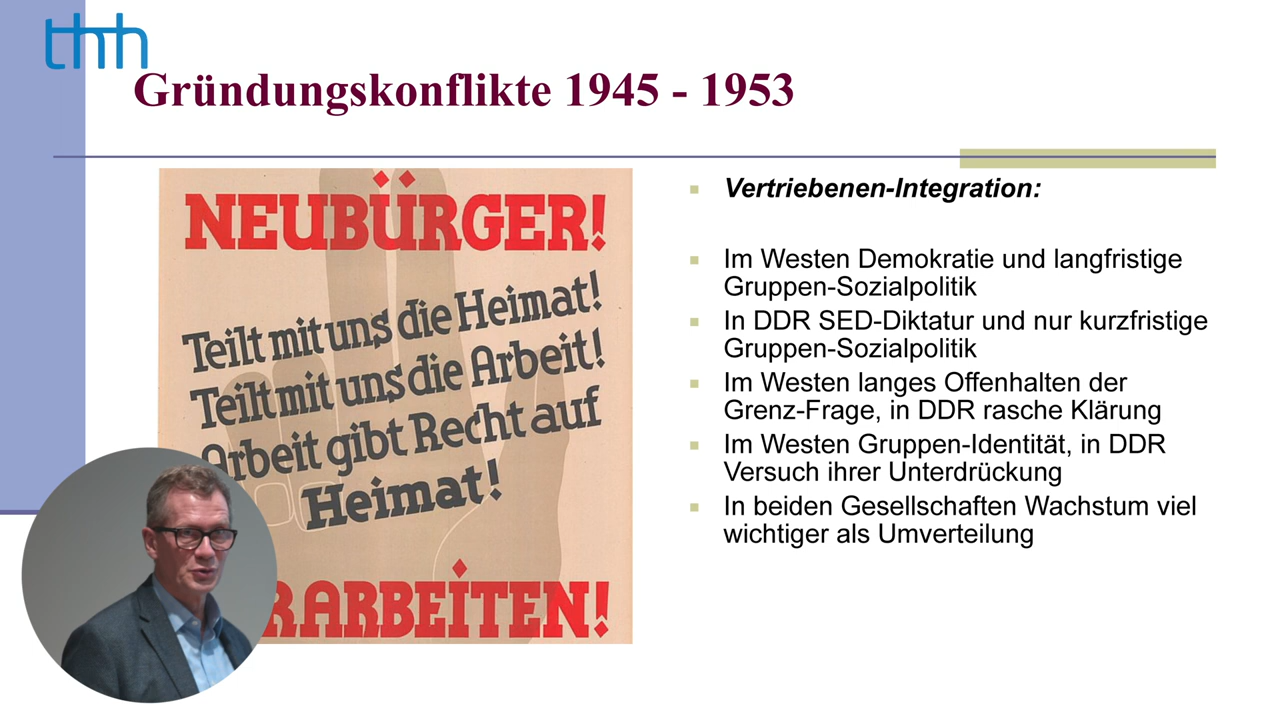 thh
Gründungskonflikte 1945 - 1953
NEUBÜRGER!
Teilt mit uns die Heimat!
Teilt mit uns die Arbeit!
Arbeit gibt Recht auf
Heimat!
Vertriebenen-Integration:
Im Westen Demokratie und langfristige
Gruppen-Sozialpolitik
In DDR SED-Diktatur und nur kurzfristige
Gruppen-Sozialpolitik
Im Westen langes Offenhalten der
Grenz-Frage, in DDR rasche Klärung
Im Westen Gruppen-Identität, in DDR
Versuch ihrer Unterdrückung
In beiden Gesellschaften Wachstum viel
wichtiger als Umverteilung